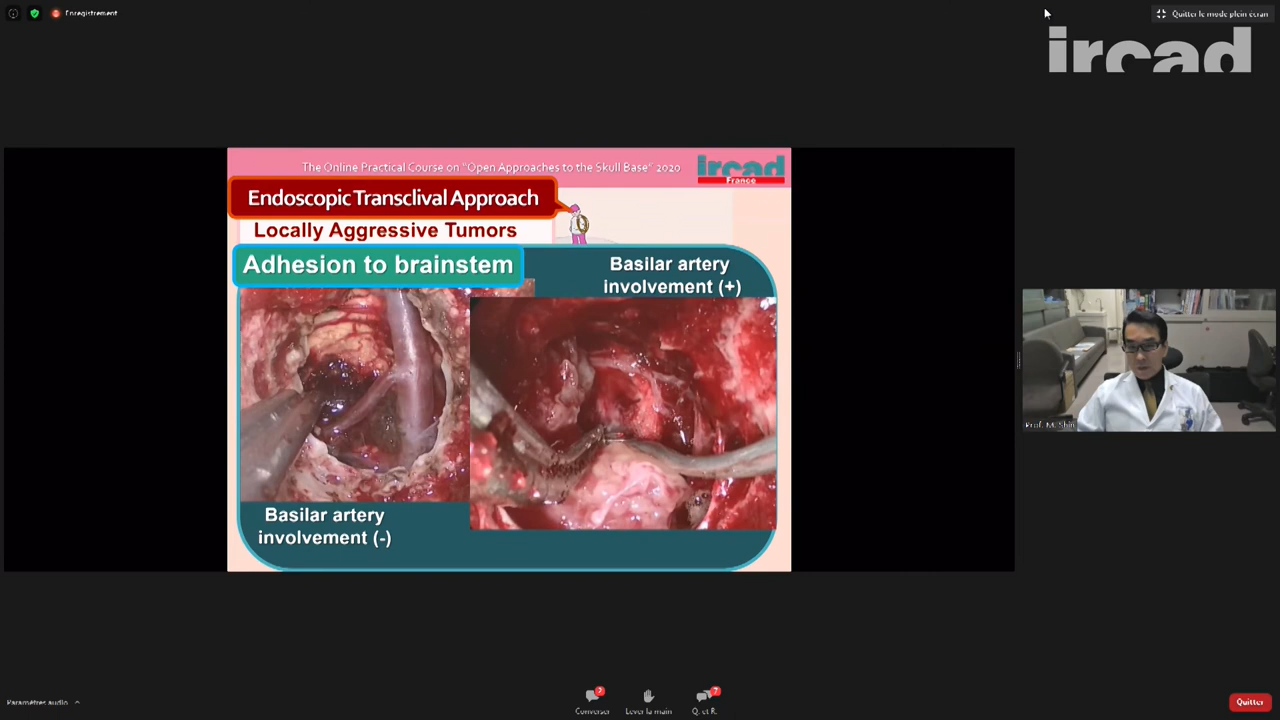 Enregistrement
Quitter le mode plein écran
ircad
The Online Practical Course on "Open Approaches to the Skull Base" 2020
ircad
France
Endoscopic Transclival Approach
Locally Aggressive Tumors
Adhesion to brainstem
Basilar artery
involvement (+)
Basilar artery
involvement (-)
Prof. M. Shin
Paramètres audio
2
Converser
Lever la main
7
Q. et R.
Quitter